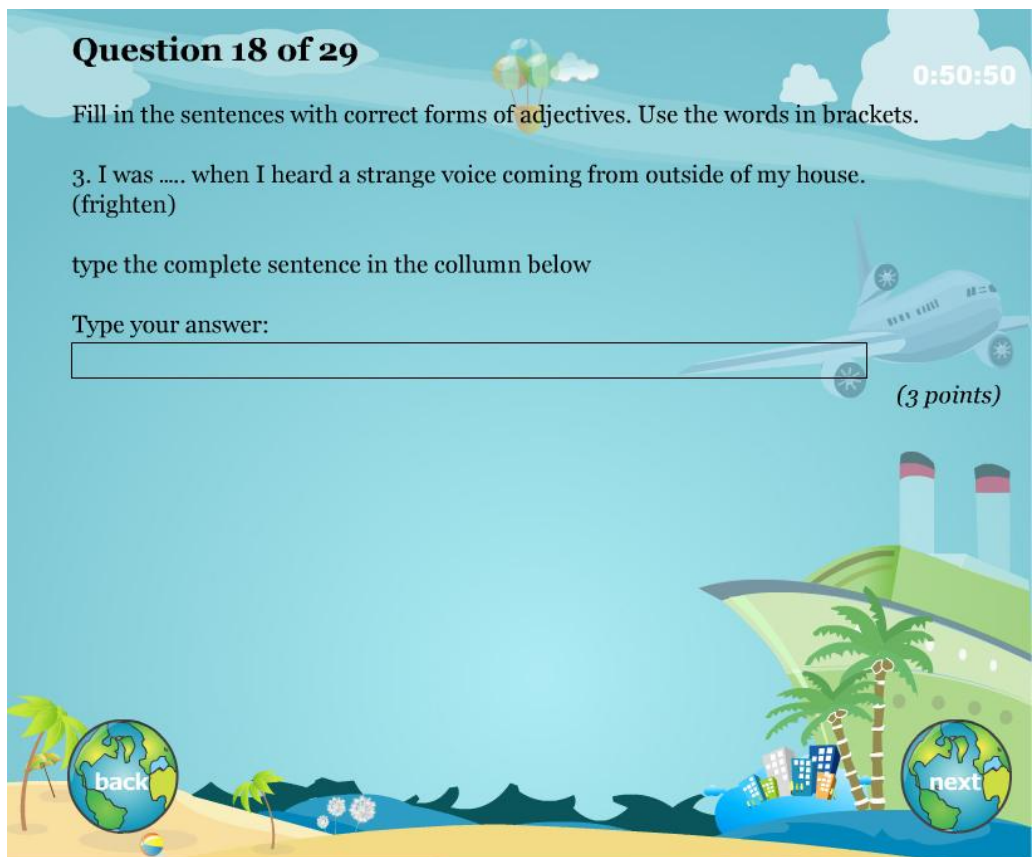 Question 18 of 29
0:50:50
Fill in the sentences with correct forms of adjectives. Use the words in brackets.
3. I was ..... when I heard a strange voice coming from outside of my house.
(frighten)
type the complete sentence in the collumn below
Type your answer:
(3 points)
back
next